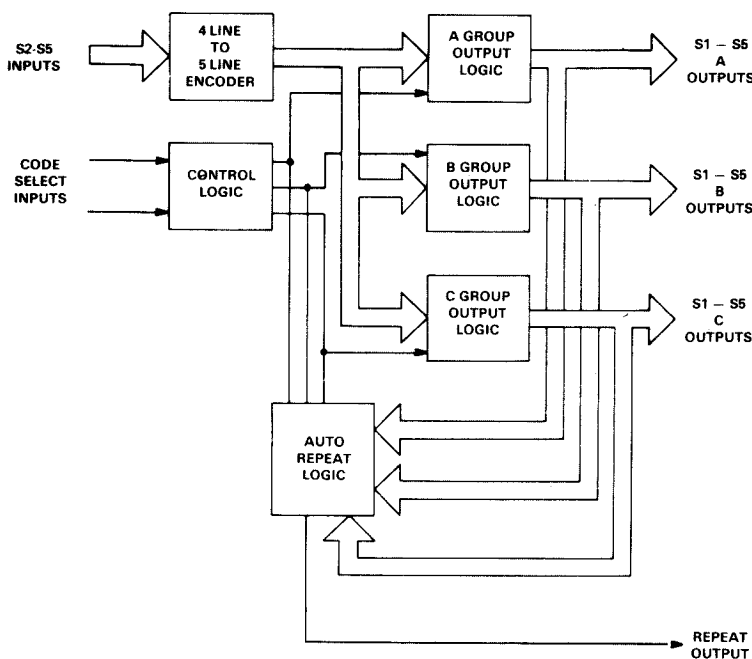 S2-S5
INPUTS
4 LINE
TO
5 LINE
ENCODER
A GROUP
OUTPUT
LOGIC
S1 – S5
A
OUTPUTS
CODE
SELECT
INPUTS
CONTROL
LOGIC
B GROUP
OUTPUT
LOGIC
S1 – S5
B
OUTPUTS
C GROUP
OUTPUT
LOGIC
S1 – S5
C
OUTPUTS
AUTO
REPEAT
LOGIC
REPEAT
OUTPUT